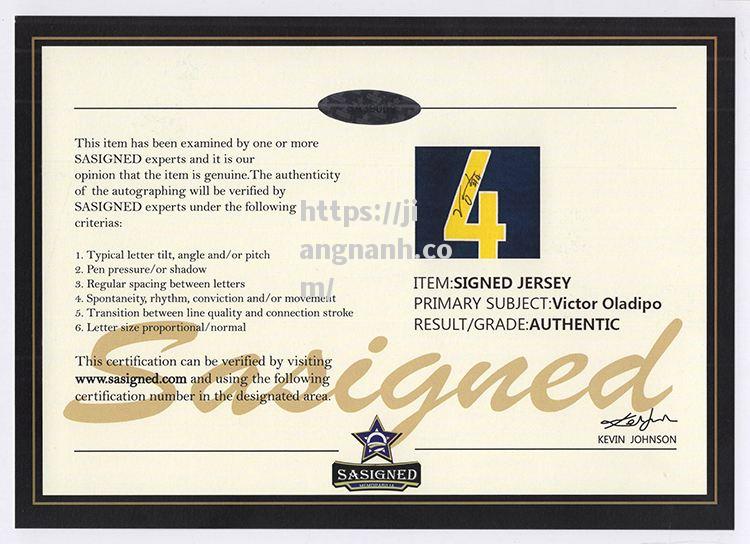 This item has been examined by one or more
SASIGNED experts and it is our
opinion that the item is genuine.The authenticity
of the autographing will be verified by
SASIGNED experts under the following
criterias:
1. Typical letter tilt, angle and/or pitch
2. Pen pressure/or shadow
3. Regular spacing between letters
4. Spontaneity, rhythm, conviction and/or movement
5. Transition between line quality and connection stroke
6. Letter size proportional/normal
This certification can be verified by visiting
www.sasigned.com and using the following
certification number in the designated area.
https://ji
angnanh.co
m/
4
ITEM:SIGNED JERSEY
PRIMARY SUBJECT:Victor Oladipo
RESULT/GRADE:AUTHENTIC
Sasigned
KEVIN JOHNSON
SASIGNED
MEMORABILIA